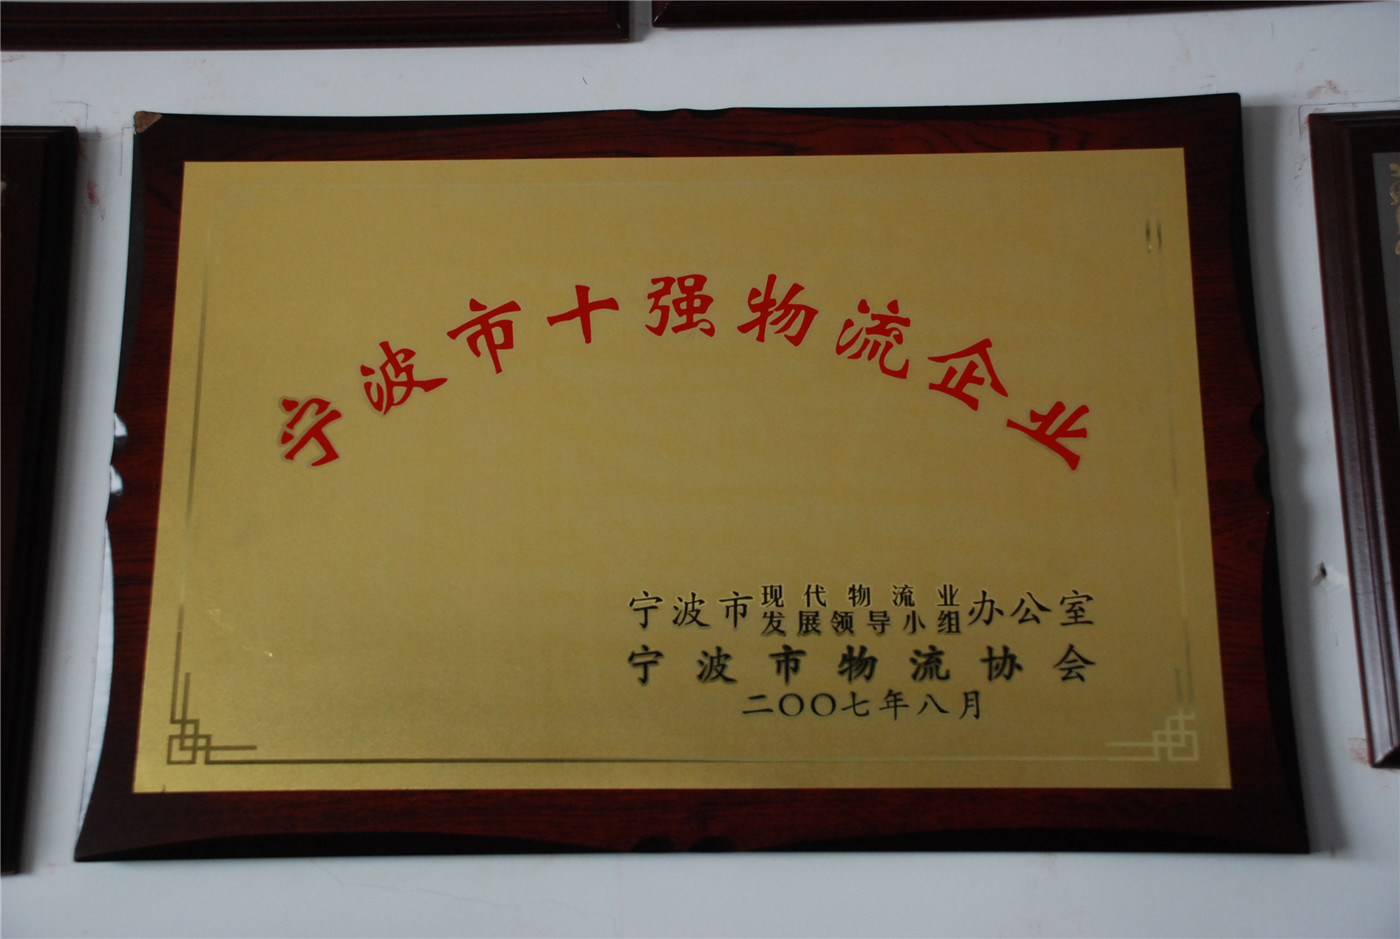 宁波市十强物流企业
宁波市现代物流业发展领导小组办公室
宁波市物流协会
二〇〇七年八月